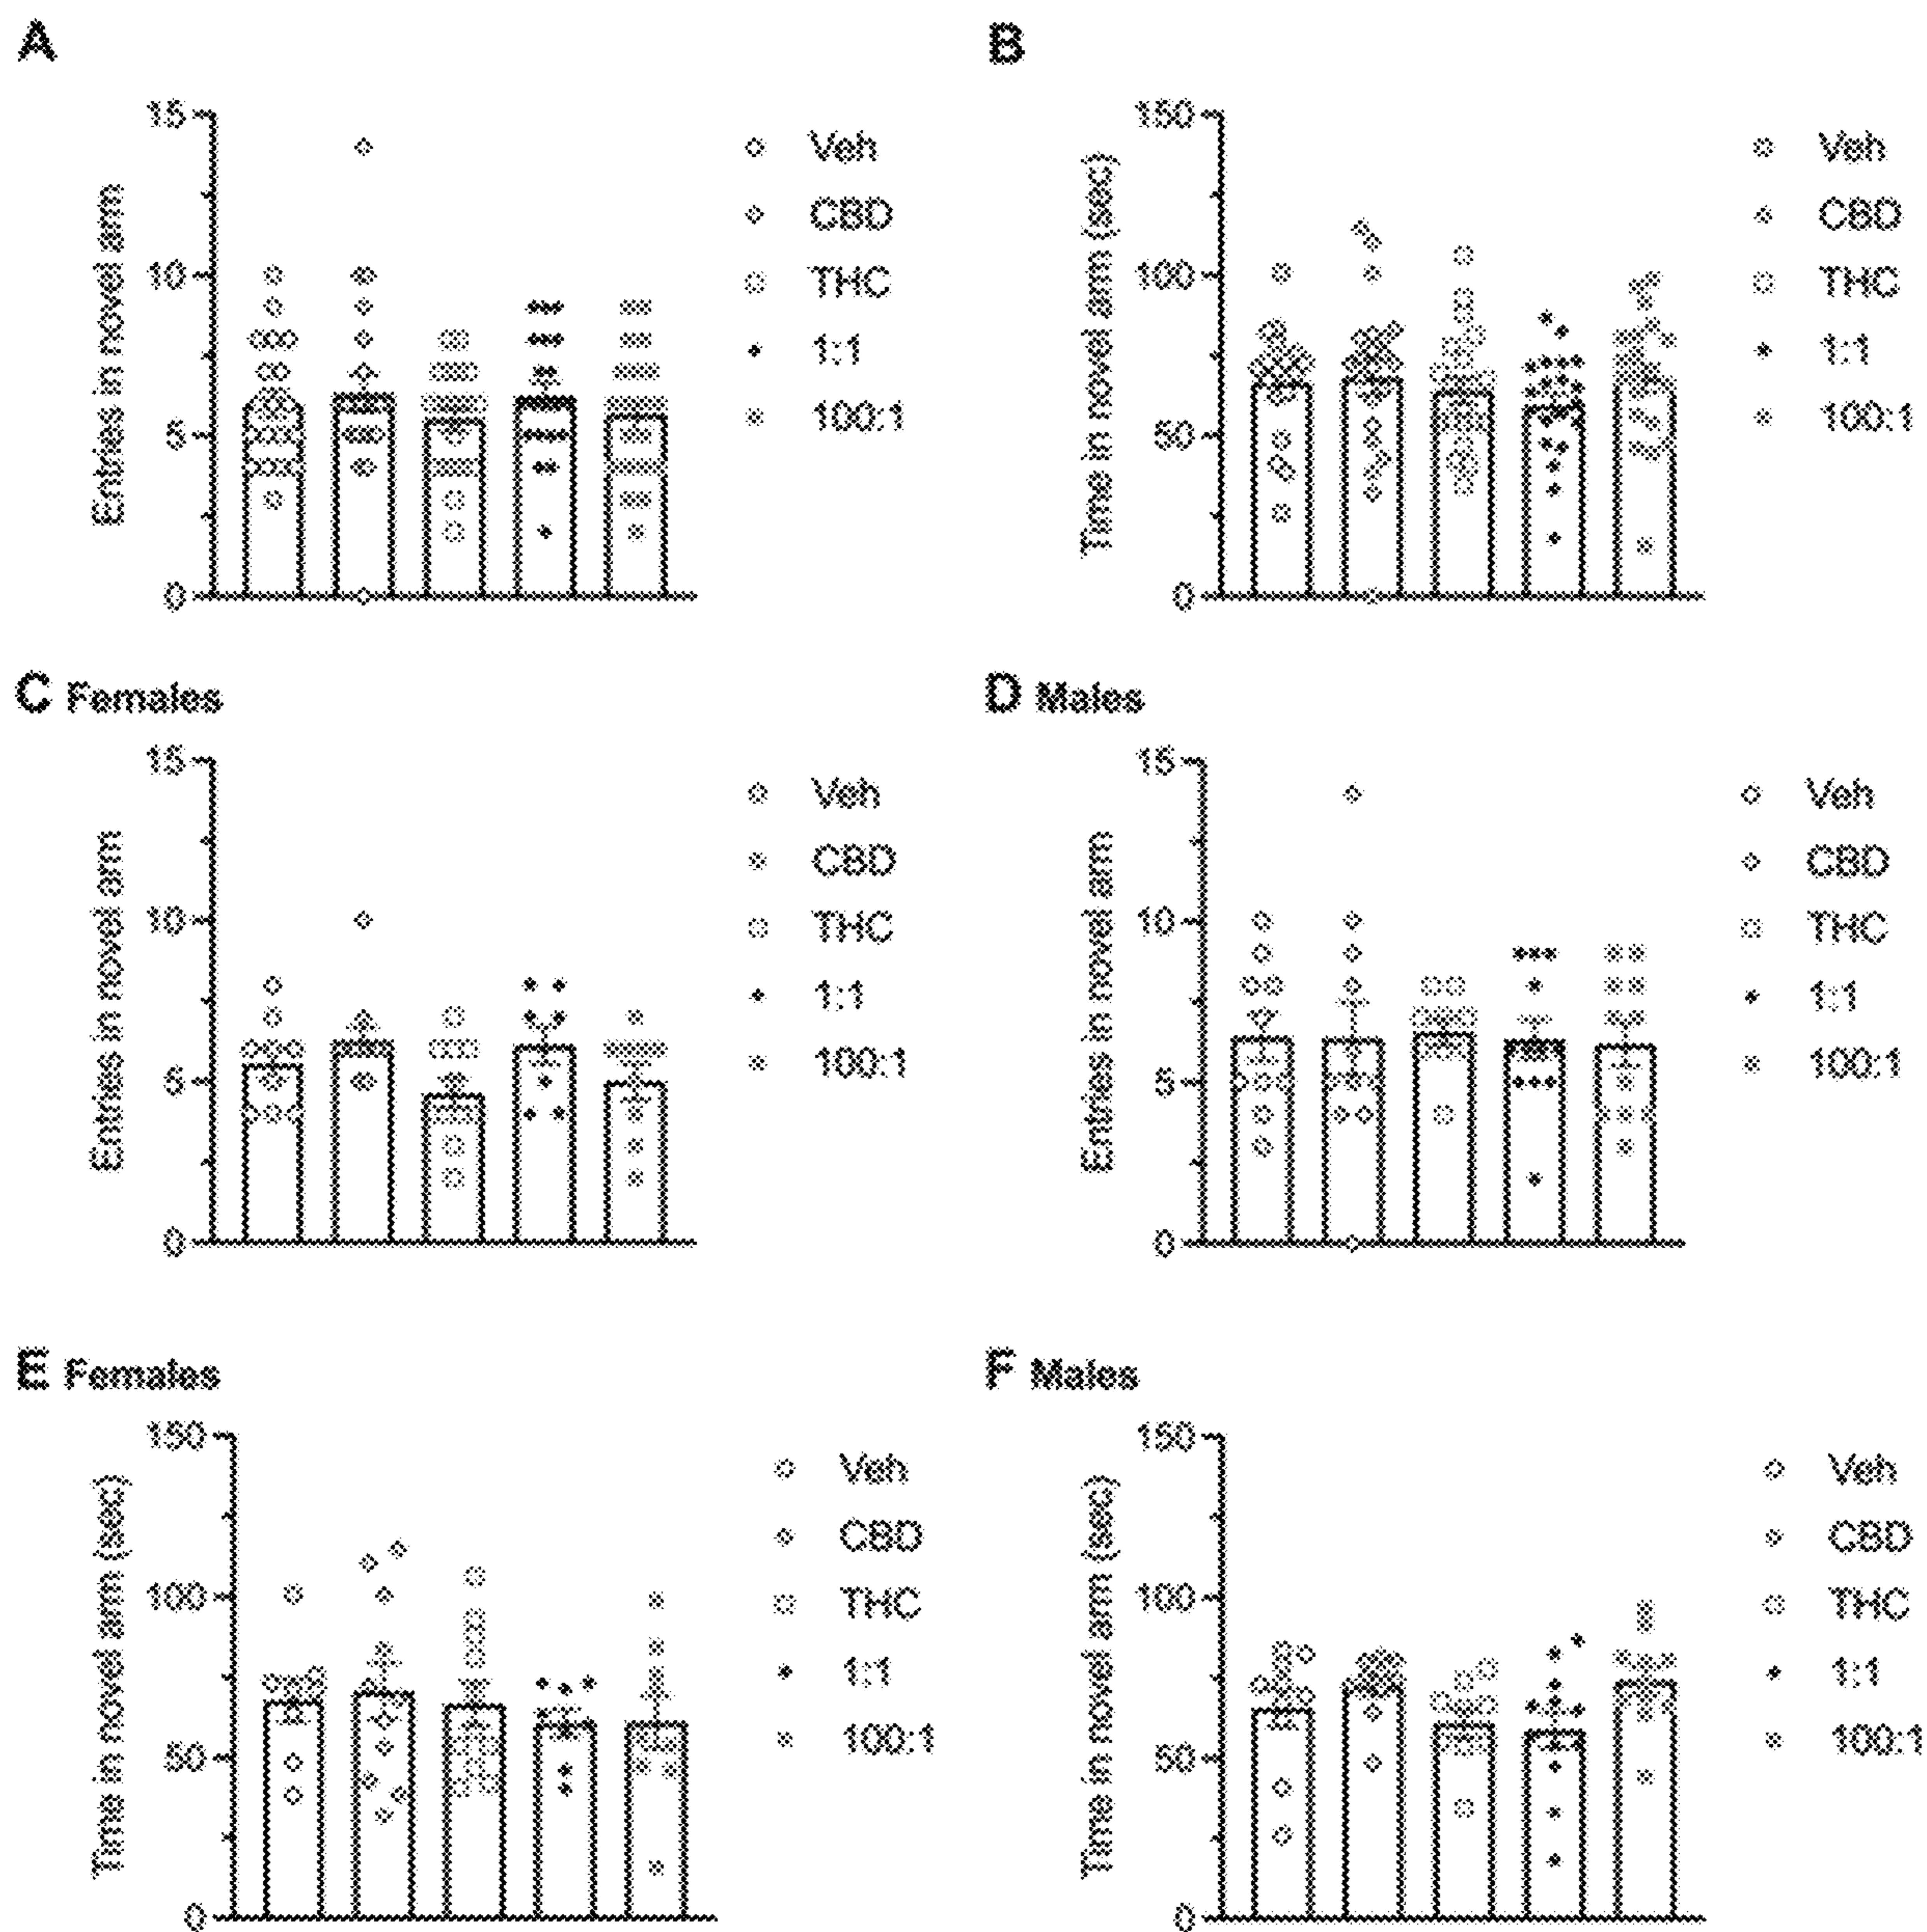 A
B
15
10
5
0
Entries in novel arm
Veh
CBD
THC
1:1
100:1
150
100
50
0
Time in novel arm (sec)
Veh
CBD
THC
1:1
100:1
C Females
D Males
15
10
5
0
Entries in novel arm
Veh
CBD
THC
1:1
100:1
15
10
5
0
Entries in novel arm
Veh
CBD
THC
1:1
100:1
E Females
F Males
150
100
50
0
Time in novel arm (sec)
Veh
CBD
THC
1:1
100:1
150
100
50
0
Time in novel arm (sec)
Veh
CBD
THC
1:1
100:1